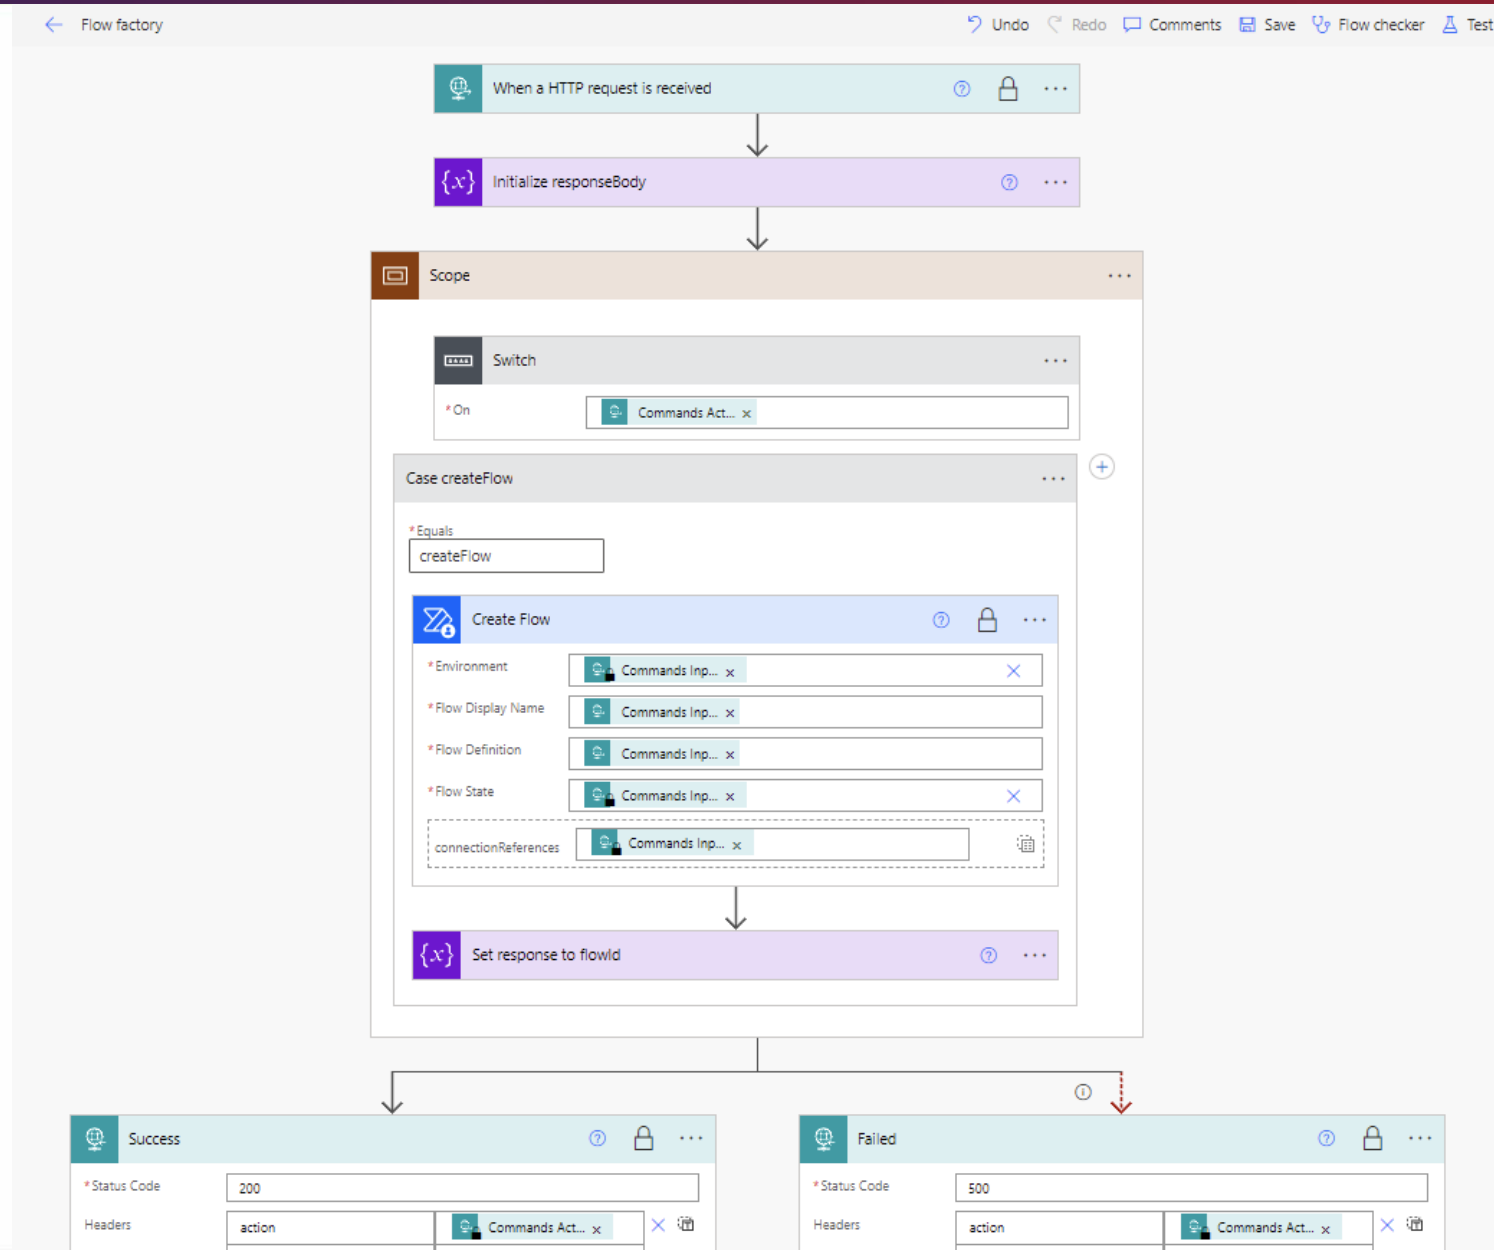 Flow factory
Undo Redo Comments Save Flow checker Test
When a HTTP request is received
{x} Initialize responseBody
Scope
Switch
*On
Commands Act... ×
Case createFlow
*Equals
createFlow
Create Flow
*Environment Commands Inp... ×
*Flow Display Name Commands Inp... ×
*Flow Definition Commands Inp... ×
*Flow State Commands Inp... ×
connectionReferences Commands Inp... ×
{x} Set response to flowId
Success
*Status Code 200
Headers action Commands Act... ×
Failed
*Status Code 500
Headers action Commands Act... ×